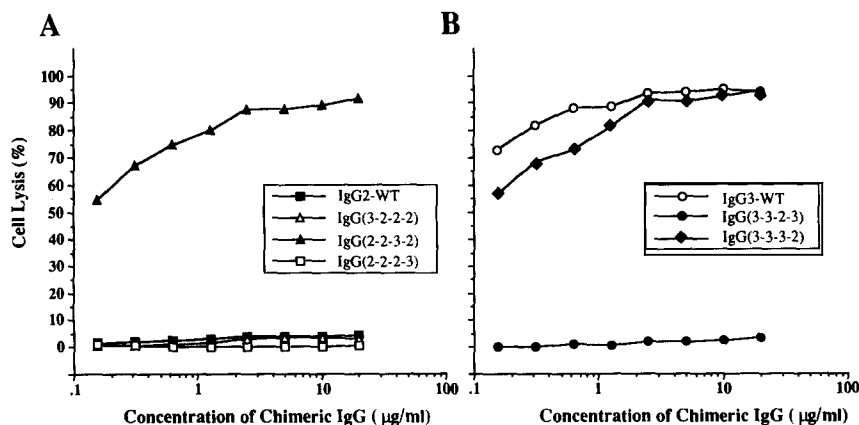 A
Cell Lysis (%)
100
90
80
70
60
50
40
30
20
10
0
.1
1
10
100
IgG2-WT
IgG(3-2-2-2)
IgG(2-2-3-2)
IgG(2-2-2-3)
Concentration of Chimeric IgG ( µg/ml)
B
.1
1
10
100
IgG3-WT
IgG(3-3-2-3)
IgG(3-3-3-2)
Concentration of Chimeric IgG ( µg/ml)